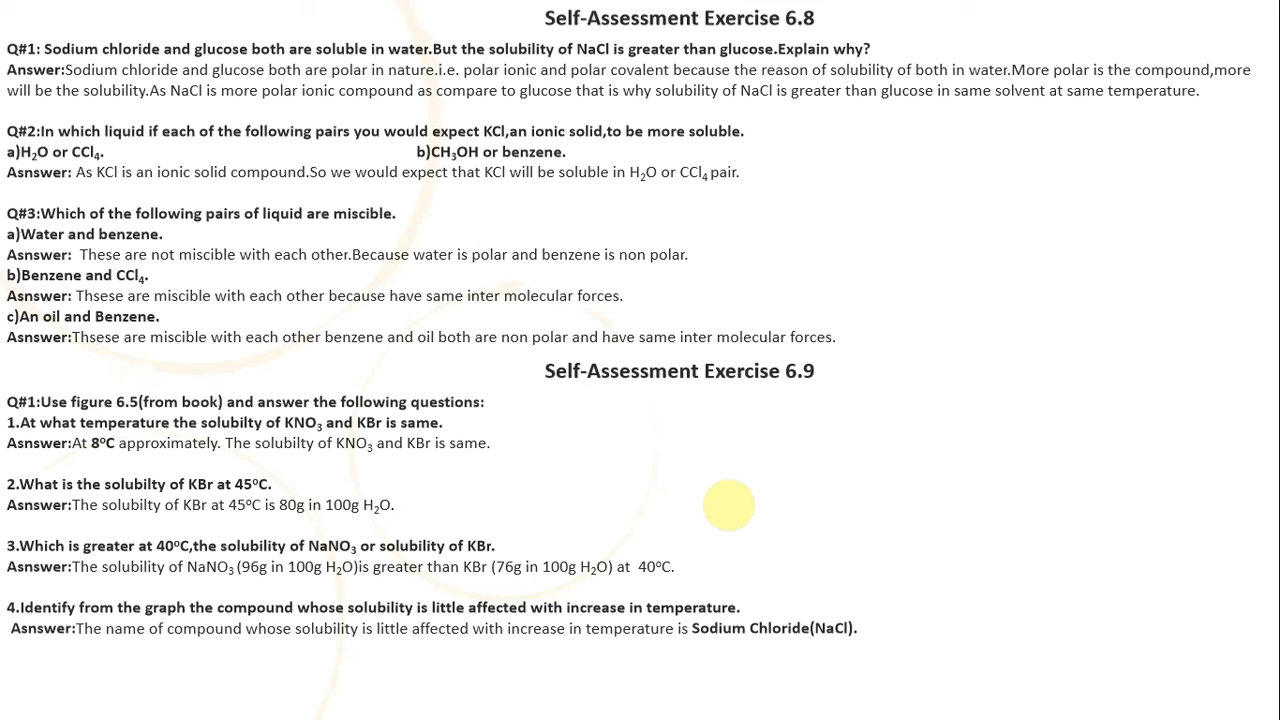 Self-Assessment Exercise 6.8
Q#1: Sodium chloride and glucose both are soluble in water.But the solubility of NaCl is greater than glucose.Explain why?
Answer:Sodium chloride and glucose both are polar in nature.i.e. polar ionic and polar covalent because the reason of solubility of both in water.More polar is the compound,more
will be the solubility.As NaCl is more polar ionic compound as compare to glucose that is why solubility of NaCl is greater than glucose in same solvent at same temperature.
Q#2:In which liquid if each of the following pairs you would expect KCl,an ionic solid,to be more soluble.
a)H₂O or CCl₄. b)CH₃OH or benzene.
Asnswer: As KCl is an ionic solid compound.So we would expect that KCl will be soluble in H₂O or CCl₄ pair.
Q#3:Which of the following pairs of liquid are miscible.
a)Water and benzene.
Asnswer: These are not miscible with each other.Because water is polar and benzene is non polar.
b)Benzene and CCl₄.
Asnswer: Thsese are miscible with each other because have same inter molecular forces.
c)An oil and Benzene.
Asnswer:Thsese are miscible with each other benzene and oil both are non polar and have same inter molecular forces.
Self-Assessment Exercise 6.9
Q#1:Use figure 6.5(from book) and answer the following questions:
1.At what temperature the solubilty of KNO₃ and KBr is same.
Asnswer:At 8⁰C approximately. The solubilty of KNO₃ and KBr is same.
2.What is the solubilty of KBr at 45⁰C.
Asnswer:The solubilty of KBr at 45⁰C is 80g in 100g H₂O.
3.Which is greater at 40⁰C,the solubility of NaNO₃ or solubility of KBr.
Asnswer:The solubility of NaNO₃ (96g in 100g H₂O)is greater than KBr (76g in 100g H₂O) at 40⁰C.
4.Identify from the graph the compound whose solubility is little affected with increase in temperature.
Asnswer:The name of compound whose solubility is little affected with increase in temperature is Sodium Chloride(NaCl).